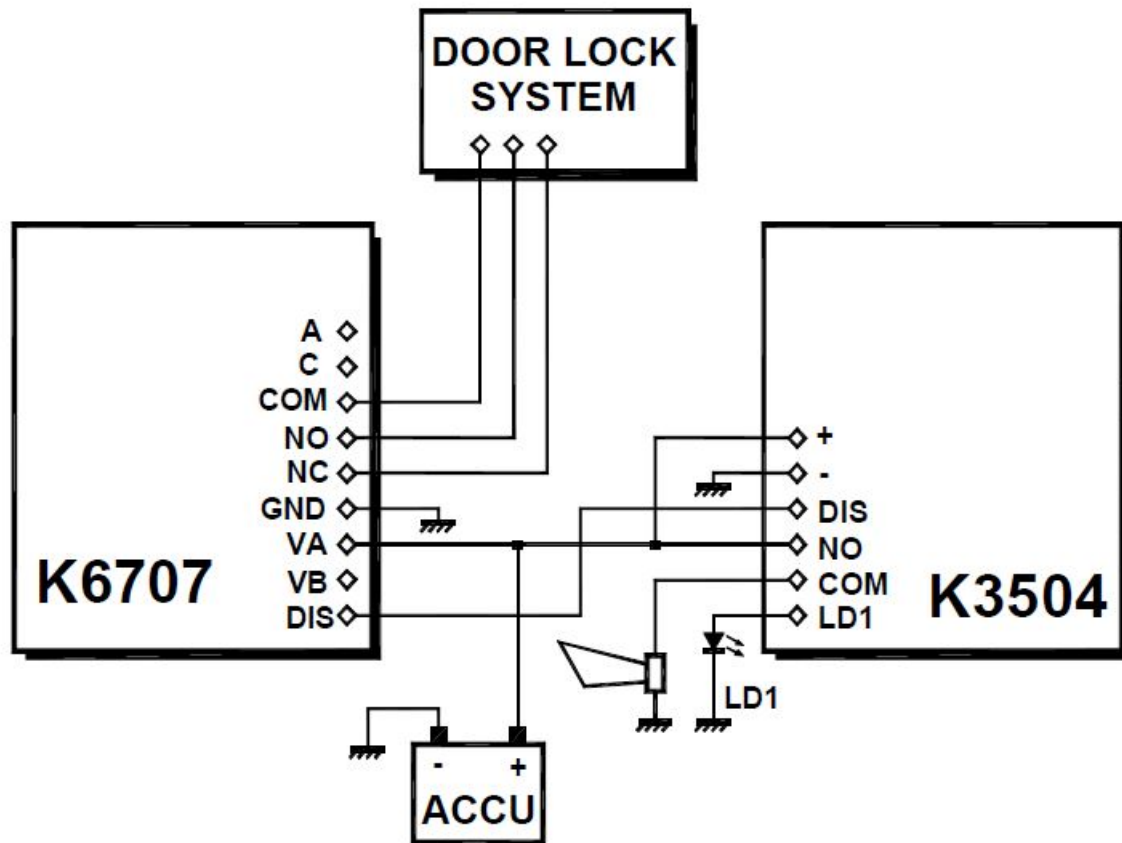 DOOR LOCK
SYSTEM
A
C
COM
NO
NC
GND
VA
VB
DIS
K6707
+
-
DIS
NO
COM
LD1
K3504
LD1
- +
ACCU